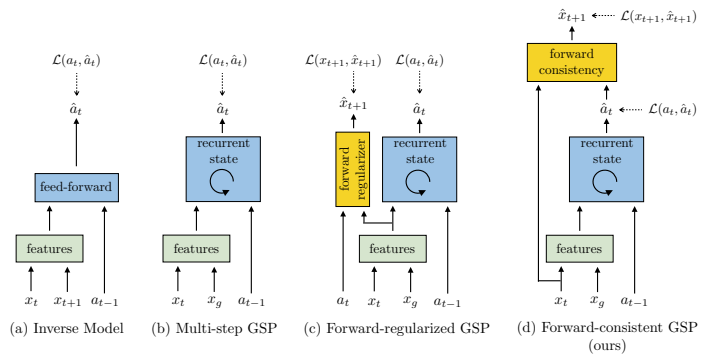 ℒ(a_t, â_t)
â_t
feed-forward
features
x_t x_{t+1} a_{t−1}
(a) Inverse Model
ℒ(a_t, â_t)
â_t
recurrent
state
features
x_t x_g a_{t−1}
(b) Multi-step GSP
ℒ(x_{t+1}, x̂_{t+1}) ℒ(a_t, â_t)
x̂_{t+1} â_t
forward
regularizer
recurrent
state
features
a_t x_t x_g a_{t−1}
(c) Forward-regularized GSP
x̂_{t+1} ℒ(x_{t+1}, x̂_{t+1})
forward
consistency
â_t ℒ(a_t, â_t)
recurrent
state
features
x_t x_g a_{t−1}
(d) Forward-consistent GSP
(ours)